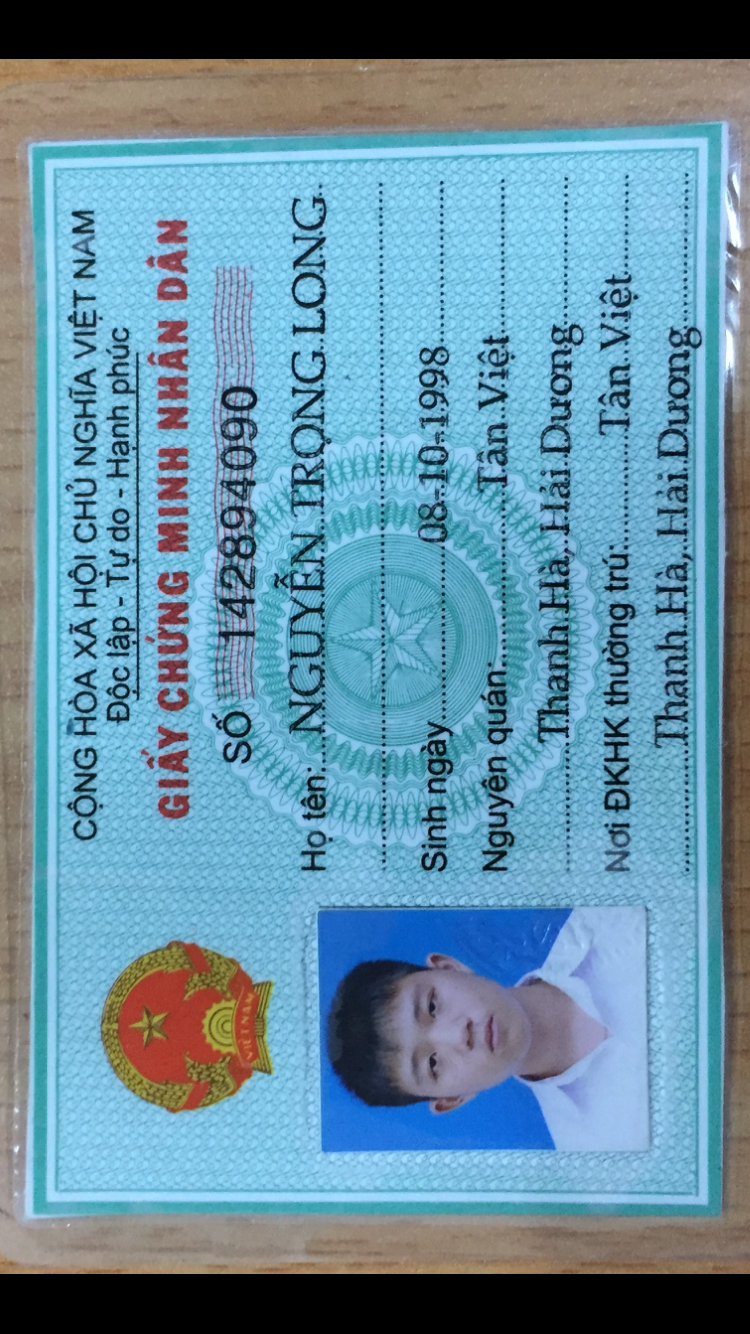 CỘNG HÒA XÃ HỘI CHỦ NGHĨA VIỆT NAM
Độc lập - Tự do - Hạnh phúc
GIẤY CHỨNG MINH NHÂN DÂN
SỐ 142894090
Họ tên: NGUYỄN TRỌNG LONG
Sinh ngày 08-10-1998
Nguyên quán: Tân Việt
Thanh Hà, Hải Dương
Nơi ĐKHK thường trú: Tân Việt
Thanh Hà, Hải Dương
VIỆT NAM